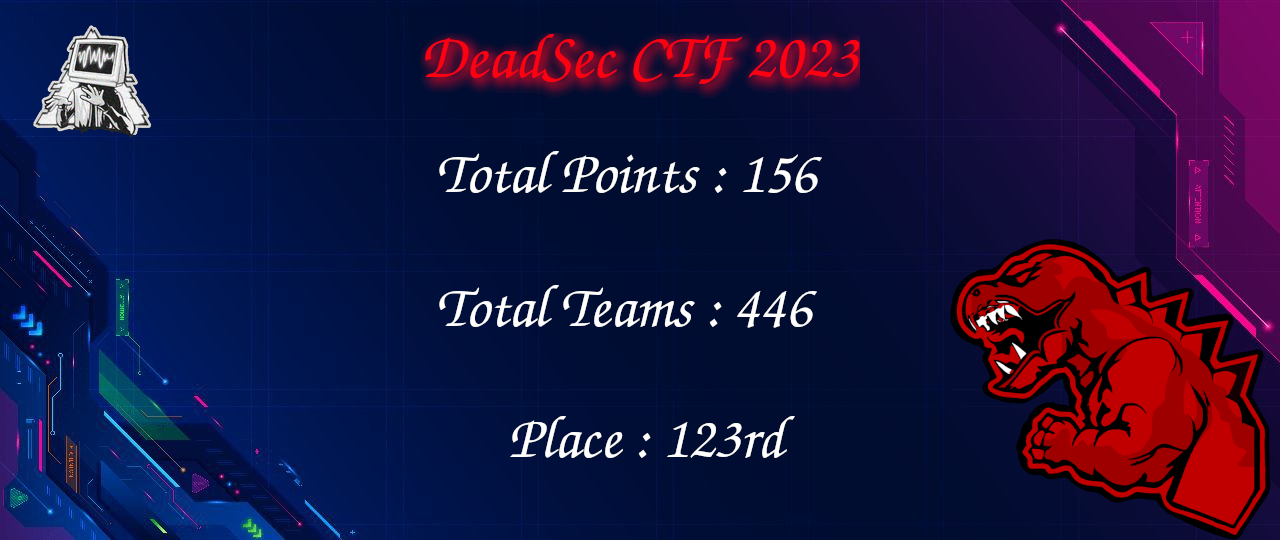 DeadSec CTF 2023
Total Points : 156
Total Teams : 446
Place : 123rd